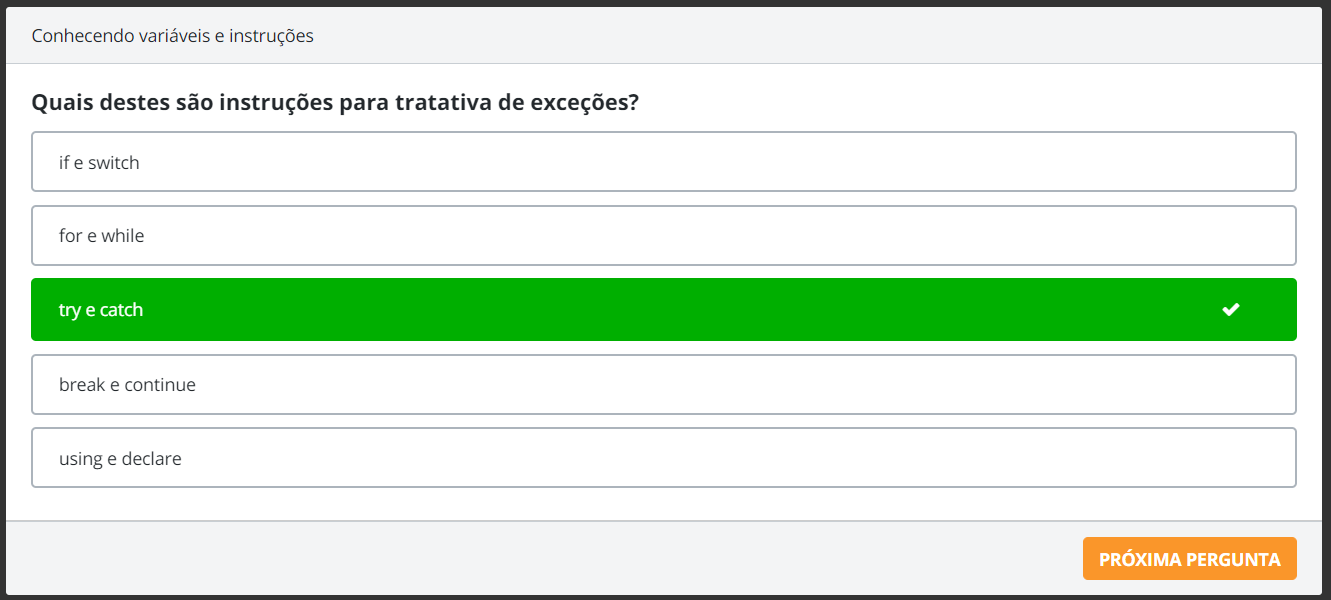 Conhecendo variáveis e instruções
Quais destes são instruções para tratativa de exceções?
if e switch
for e while
try e catch
break e continue
using e declare
PRÓXIMA PERGUNTA